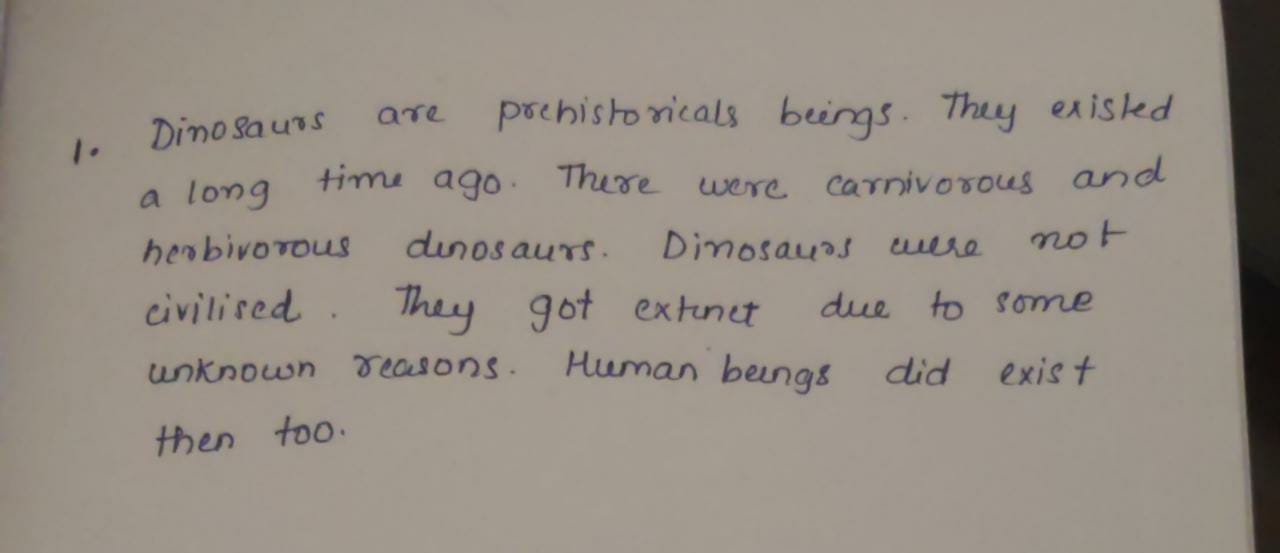 1. Dinosaurs are prehistoricals beings. They existed
a long time ago. There were carnivorous and
herbivorous dinosaurs. Dinosaurs were not
civilised. They got extinct due to some
unknown reasons. Human beings did exist
then too.